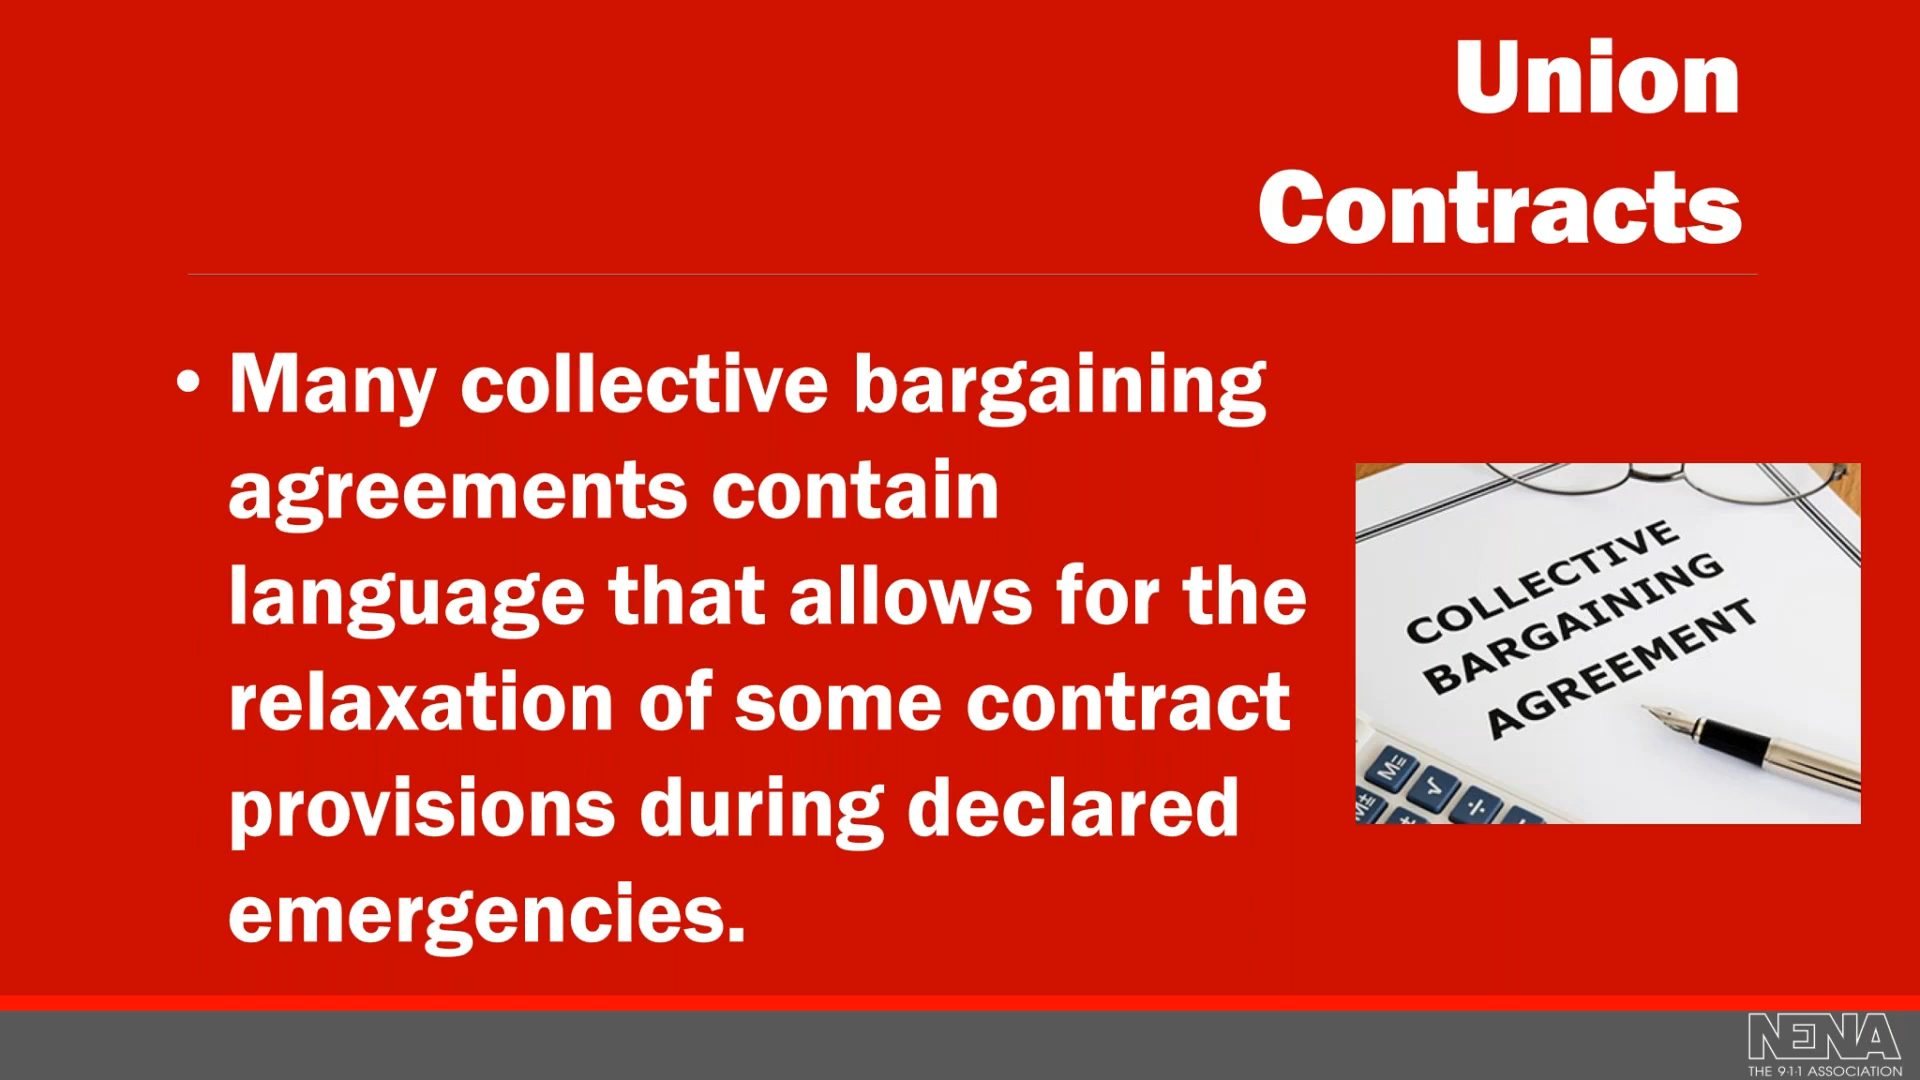 Union
Contracts
• Many collective bargaining
agreements contain
language that allows for the
relaxation of some contract
provisions during declared
emergencies.
COLLECTIVE
BARGAINING
AGREEMENT
M=
√
÷
M±
NENA
THE 9-1-1 ASSOCIATION